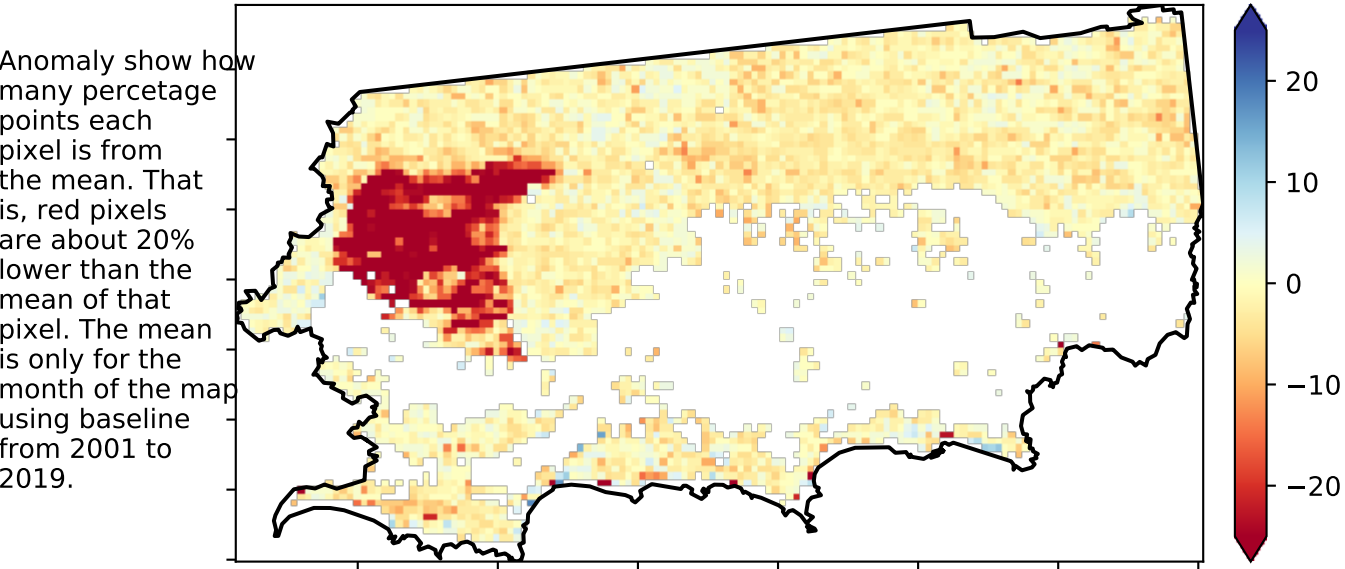 Anomaly show how
many percetage
points each
pixel is from
the mean. That
is, red pixels
are about 20%
lower than the
mean of that
pixel. The mean
is only for the
month of the map
using baseline
from 2001 to
2019.
20
10
0
−10
−20